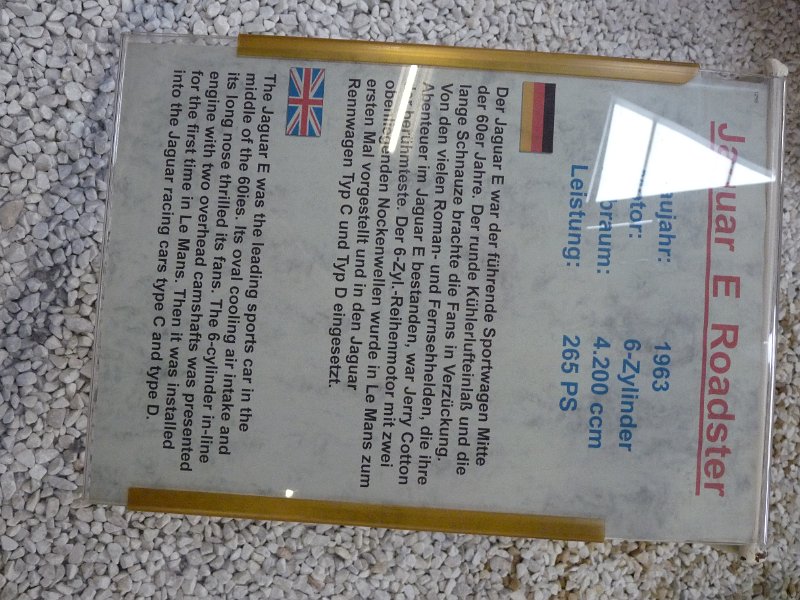 Jaguar E Roadster
1963
6-Zylinder
4.200 ccm
Leistung: 265 PS
Der Jaguar E war der führende Sportwagen Mitte
der 60er Jahre. Der runde Kühlerlufteinlaß und die
lange Schnauze brachte die Fans in Verzückung.
Von den vielen Roman- und Fernsehhelden, die ihre
Abenteuer im Jaguar E bestanden, war Jerry Cotton
der berühmteste. Der 6-Zyl.-Reihenmotor mit zwei
obenliegenden Nockenwellen wurde in Le Mans zum
ersten Mal vorgestellt und in den Jaguar
Rennwagen Typ C und Typ D eingesetzt.
The Jaguar E was the leading sports car in the
middle of the 60ies. Its oval cooling air intake and
its long nose thrilled its fans. The 6-cylinder in-line
engine with two overhead camshafts was presented
for the first time in Le Mans. Then it was installed
into the Jaguar racing cars type C and type D.